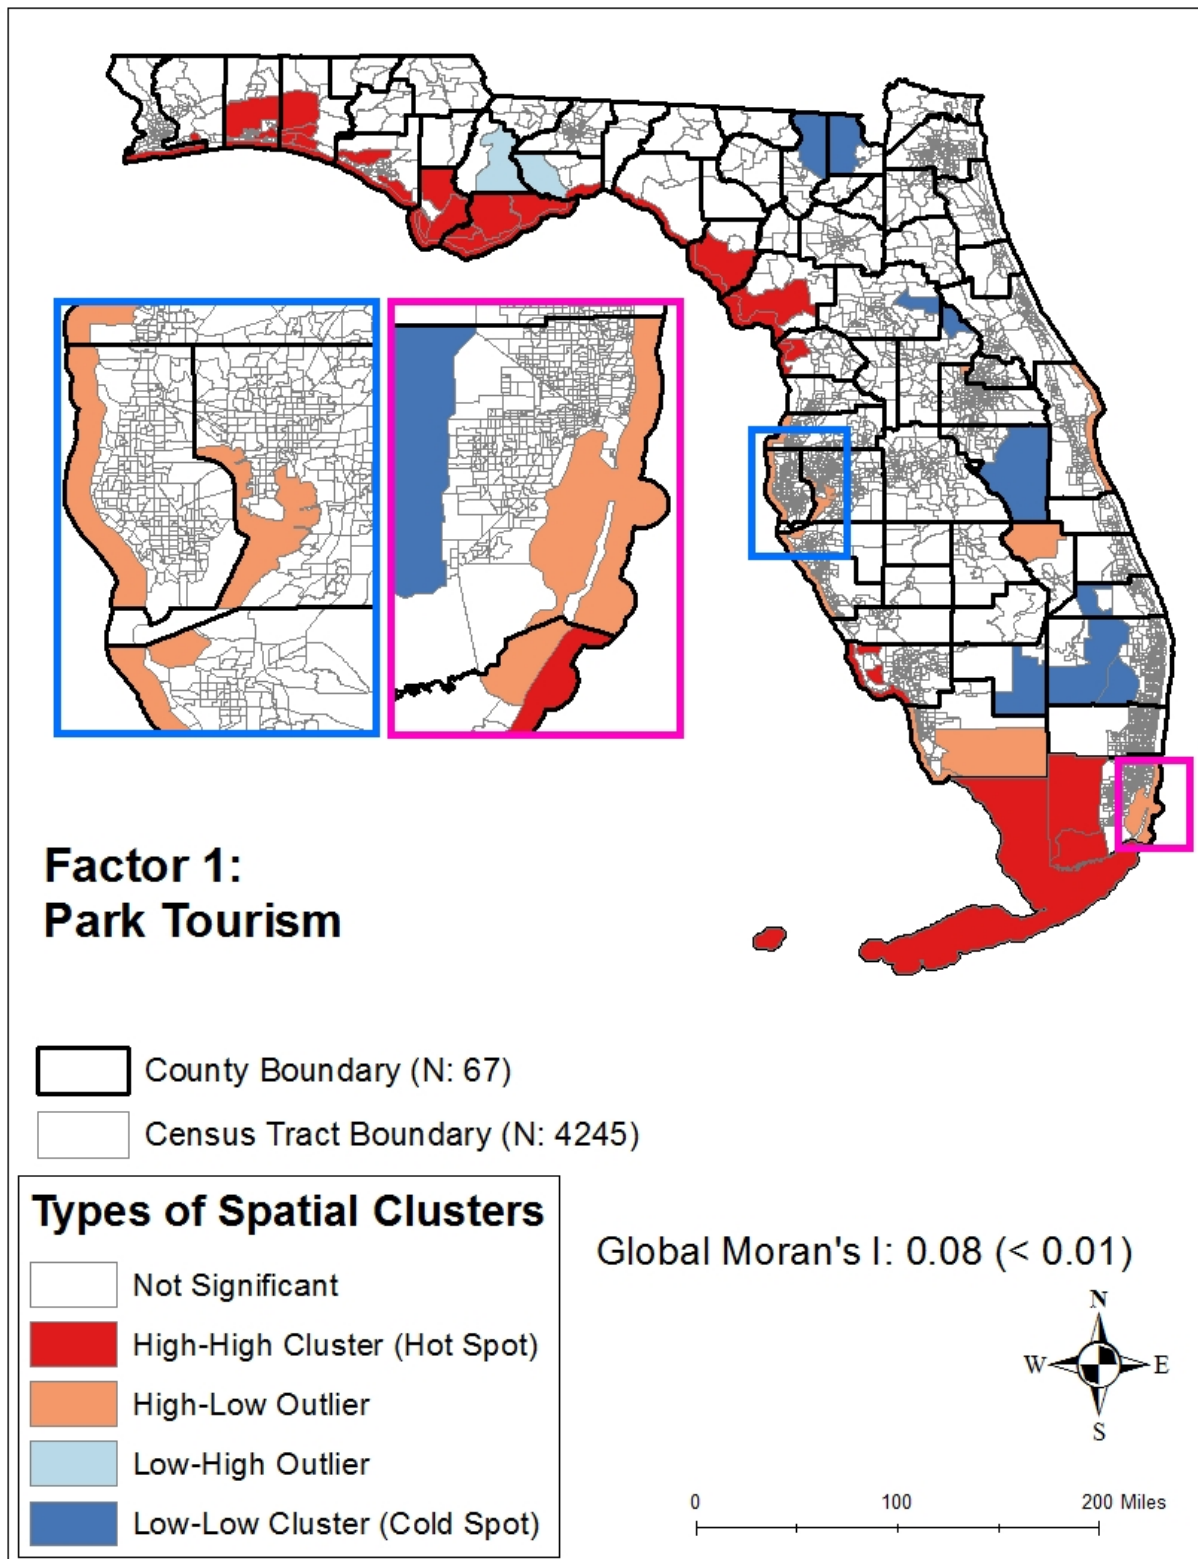 Factor 1:
Park Tourism
County Boundary (N: 67)
Census Tract Boundary (N: 4245)
Types of Spatial Clusters
Not Significant
High-High Cluster (Hot Spot)
High-Low Outlier
Low-High Outlier
Low-Low Cluster (Cold Spot)
Global Moran's I: 0.08 (< 0.01)
N
W E
S
0 100 200 Miles